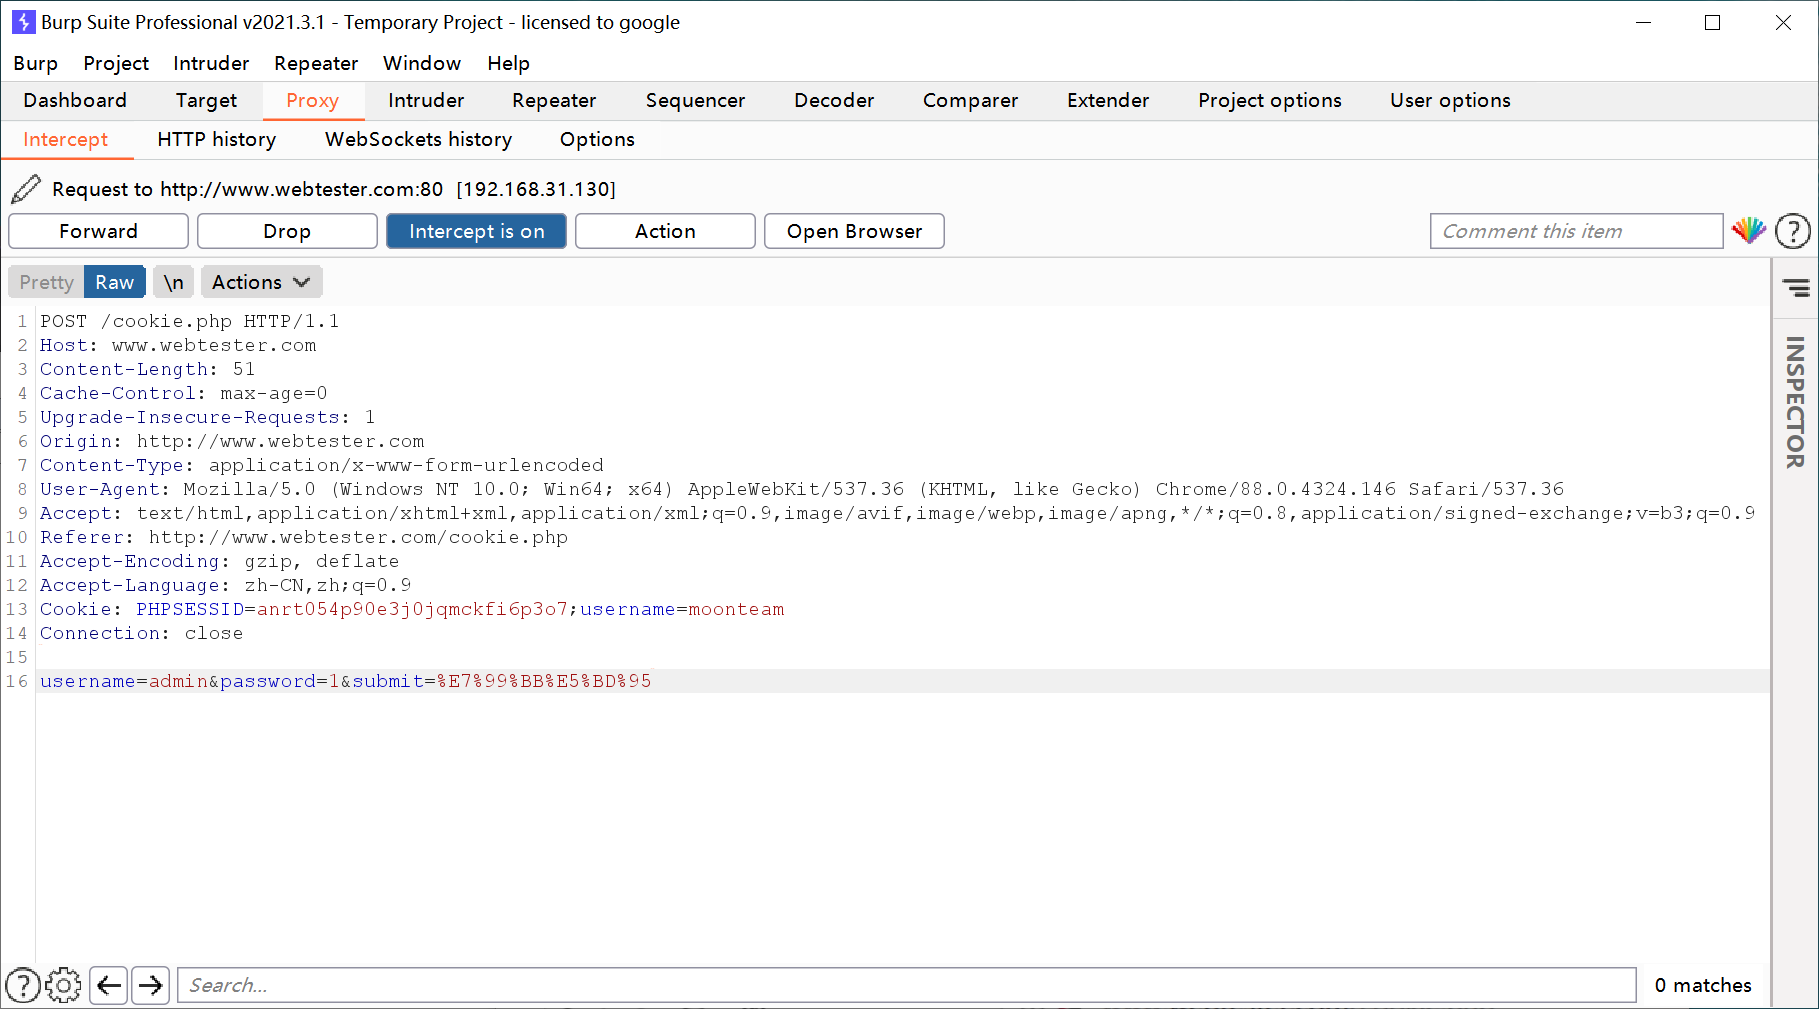 Burp Suite Professional v2021.3.1 - Temporary Project - licensed to google
Burp Project Intruder Repeater Window Help
Dashboard Target Proxy Intruder Repeater Sequencer Decoder Comparer Extender Project options User options
Intercept HTTP history WebSockets history Options
Request to http://www.webtester.com:80 [192.168.31.130]
Forward Drop Intercept is on Action Open Browser Comment this item ?
Pretty Raw \n Actions
INSPECTOR
1 POST /cookie.php HTTP/1.1
2 Host: www.webtester.com
3 Content-Length: 51
4 Cache-Control: max-age=0
5 Upgrade-Insecure-Requests: 1
6 Origin: http://www.webtester.com
7 Content-Type: application/x-www-form-urlencoded
8 User-Agent: Mozilla/5.0 (Windows NT 10.0; Win64; x64) AppleWebKit/537.36 (KHTML, like Gecko) Chrome/88.0.4324.146 Safari/537.36
9 Accept: text/html,application/xhtml+xml,application/xml;q=0.9,image/avif,image/webp,image/apng,*/*;q=0.8,application/signed-exchange;v=b3;q=0.9
10 Referer: http://www.webtester.com/cookie.php
11 Accept-Encoding: gzip, deflate
12 Accept-Language: zh-CN,zh;q=0.9
13 Cookie: PHPSESSID=anrt054p90e3j0jqmckfi6p3o7;username=moonteam
14 Connection: close
15
16 username=admin&password=1&submit=%E7%99%BB%E5%BD%95
? Search... 0 matches